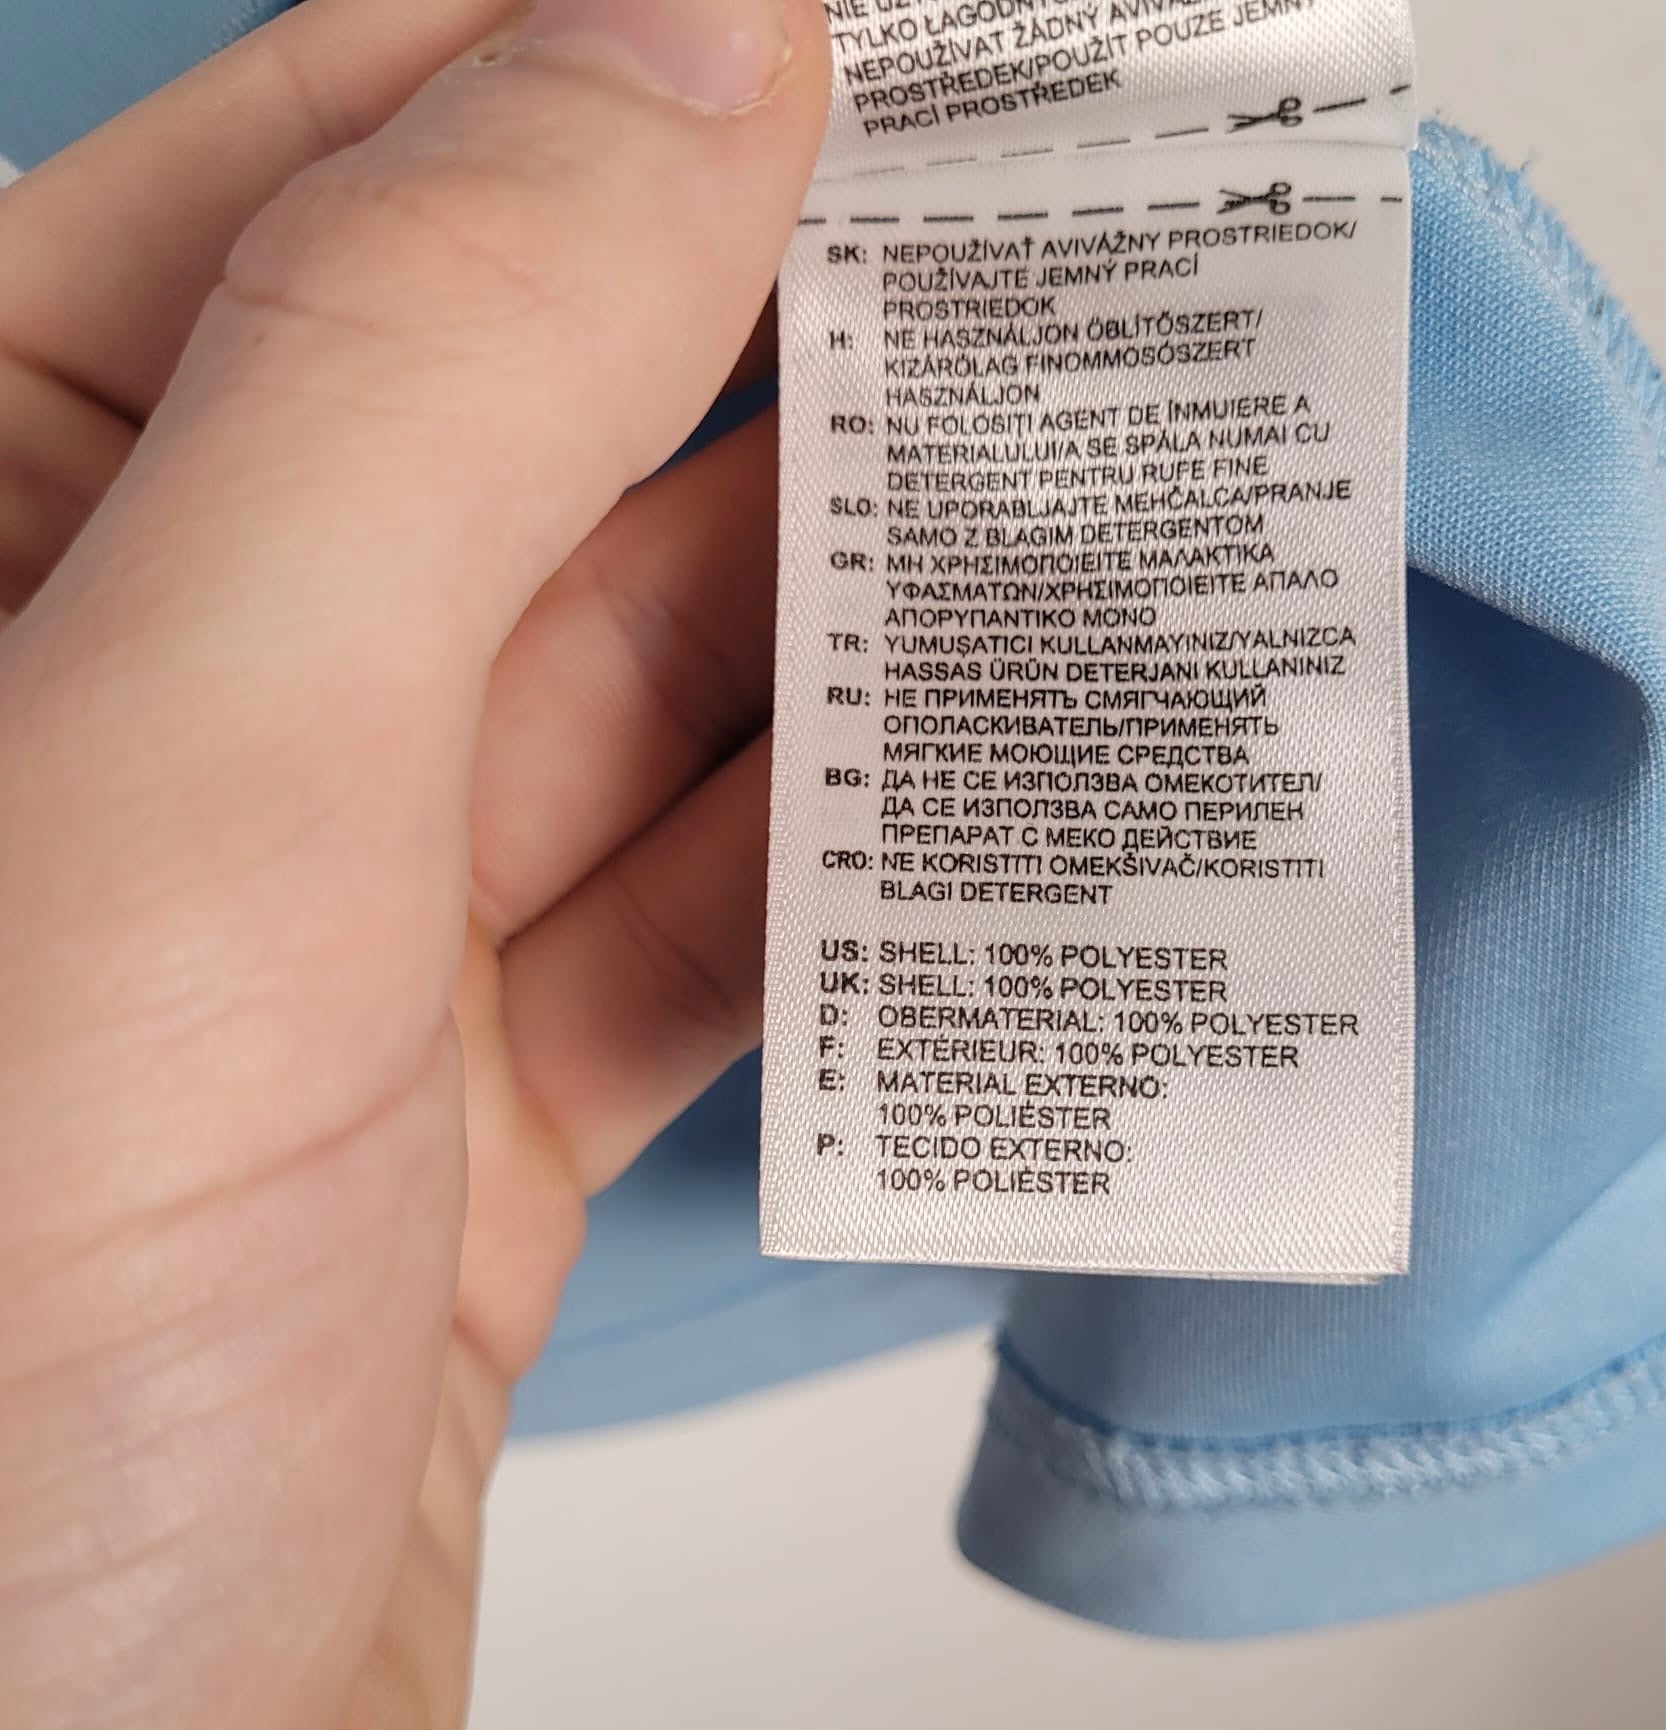 TYLKO ŁAGODN
NEPOUŽÍVAT ŽÁDNÝ
PROSTŘEDEK/POUŽÍT POUZE
PRACÍ PROSTŘEDEK
SK: NEPOUŽÍVAŤ AVIVÁŽNY PROSTRIEDOK/
POUŽÍVAJTE JEMNÝ PRACÍ
PROSTRIEDOK
H: NE HASZNÁLJON ÖBLÍTŐSZERT/
KIZÁRÓLAG FINOMMOSÓSZERT
HASZNÁLJON
RO: NU FOLOSIŢI AGENT DE ÎNMUIERE A
MATERIALULUI/A SE SPĂLA NUMAI CU
DETERGENT PENTRU RUFE FINE
SLO: NE UPORABLJAJTE MEHČALCA/PRANJE
SAMO Z BLAGIM DETERGENTOM
GR: ΜΗ ΧΡΗΣΙΜΟΠΟΙΕΙΤΕ ΜΑΛΑΚΤΙΚΑ
ΥΦΑΣΜΑΤΩΝ/ΧΡΗΣΙΜΟΠΟΙΕΙΤΕ ΑΠΑΛΟ
ΑΠΟΡΥΠΑΝΤΙΚΟ ΜΟΝΟ
TR: YUMUŞATICI KULLANMAYINIZ/YALNIZCA
HASSAS ÜRÜN DETERJANI KULLANINIZ
RU: НЕ ПРИМЕНЯТЬ СМЯГЧАЮЩИЙ
ОПОЛАСКИВАТЕЛЬ/ПРИМЕНЯТЬ
МЯГКИЕ МОЮЩИЕ СРЕДСТВА
BG: ДА НЕ СЕ ИЗПОЛЗВА ОМЕКОТИТЕЛ/
ДА СЕ ИЗПОЛЗВА САМО ПЕРИЛЕН
ПРЕПАРАТ С МЕКО ДЕЙСТВИЕ
CRO: NE KORISTITI OMEKŠIVAČ/KORISTITI
BLAGI DETERGENT
US: SHELL: 100% POLYESTER
UK: SHELL: 100% POLYESTER
D: OBERMATERIAL: 100% POLYESTER
F: EXTÉRIEUR: 100% POLYESTER
E: MATERIAL EXTERNO:
100% POLIÉSTER
P: TECIDO EXTERNO:
100% POLIÉSTER